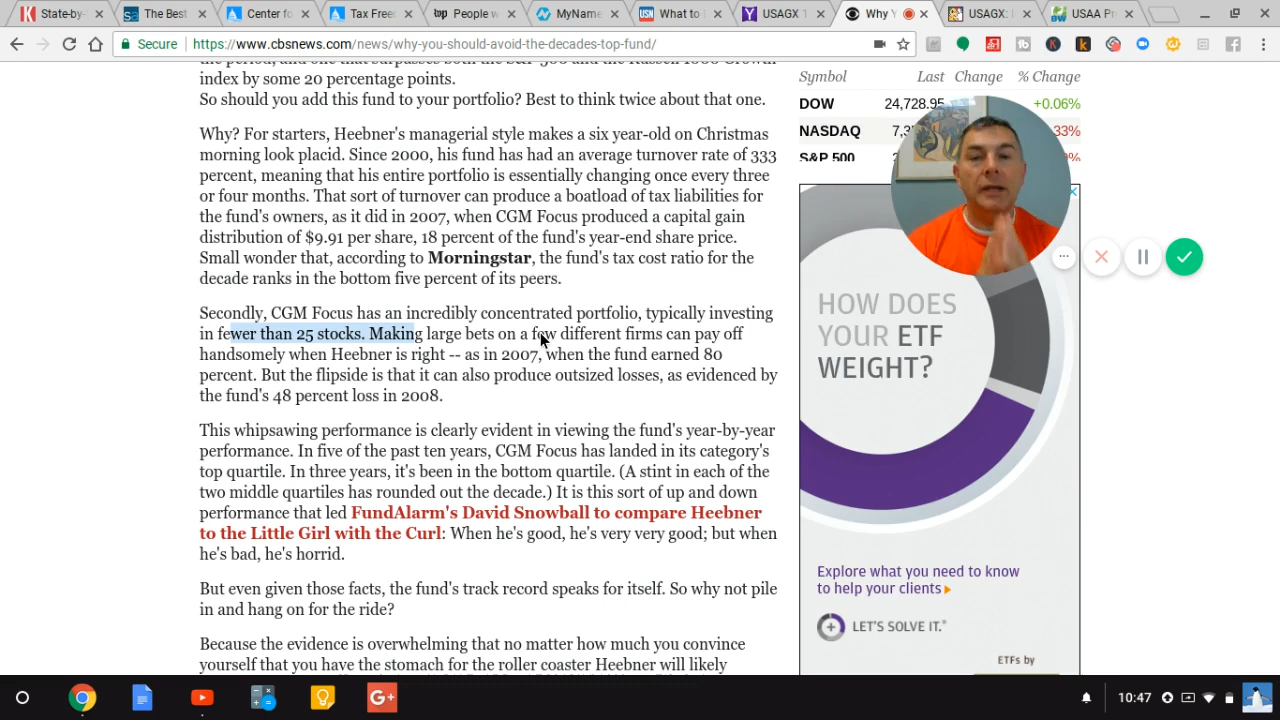 State-by-
The Best
Center fo
Tax Free
People w
MyName
What to i
USAGX
Why Y
USAGX:
USAA Pr
Secure
https://www.cbsnews.com/news/why-you-should-avoid-the-decades-top-fund/
index by some 20 percentage points.
So should you add this fund to your portfolio? Best to think twice about that one.
Why? For starters, Heebner's managerial style makes a six year-old on Christmas
morning look placid. Since 2000, his fund has had an average turnover rate of 333
percent, meaning that his entire portfolio is essentially changing once every three
or four months. That sort of turnover can produce a boatload of tax liabilities for
the fund's owners, as it did in 2007, when CGM Focus produced a capital gain
distribution of $9.91 per share, 18 percent of the fund's year-end share price.
Small wonder that, according to Morningstar, the fund's tax cost ratio for the
decade ranks in the bottom five percent of its peers.
Secondly, CGM Focus has an incredibly concentrated portfolio, typically investing
in fewer than 25 stocks. Making large bets on a few different firms can pay off
handsomely when Heebner is right -- as in 2007, when the fund earned 80
percent. But the flipside is that it can also produce outsized losses, as evidenced by
the fund's 48 percent loss in 2008.
This whipsawing performance is clearly evident in viewing the fund's year-by-year
performance. In five of the past ten years, CGM Focus has landed in its category's
top quartile. In three years, it's been in the bottom quartile. (A stint in each of the
two middle quartiles has rounded out the decade.) It is this sort of up and down
performance that led FundAlarm's David Snowball to compare Heebner
to the Little Girl with the Curl: When he's good, he's very very good; but when
he's bad, he's horrid.
But even given those facts, the fund's track record speaks for itself. So why not pile
in and hang on for the ride?
Because the evidence is overwhelming that no matter how much you convince
yourself that you have the stomach for the roller coaster Heebner will likely
Symbol Last Change % Change
DOW 24,728.95 +0.06%
NASDAQ
S&P 500
HOW DOES
YOUR ETF
WEIGHT?
Explore what you need to know
to help your clients
LET'S SOLVE IT.®
ETFs by
10:47